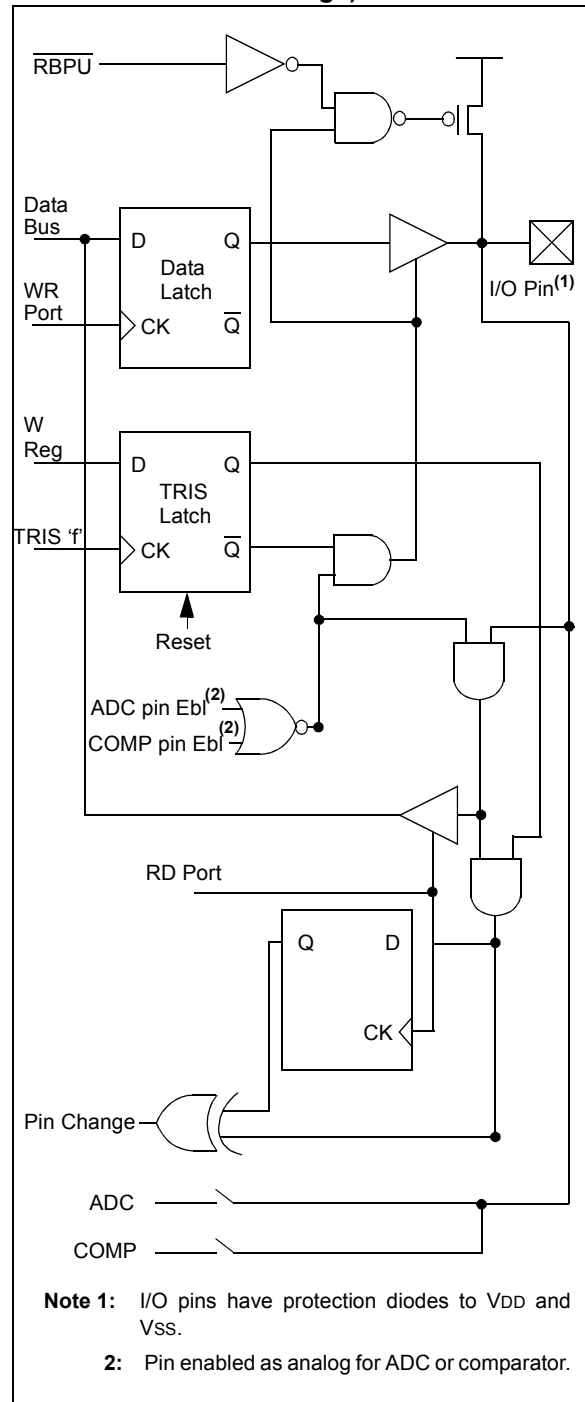 RBPU
Data
Bus
D
Q
Data
Latch
I/O Pin(1)
WR
Port
CK
Q
W
Reg
D
Q
TRIS
Latch
TRIS 'f'
CK
Q
Reset
ADC pin Ebl(2)
COMP pin Ebl(2)
RD Port
Q
D
CK
Pin Change
ADC
COMP
Note 1: I/O pins have protection diodes to VDD and
VSS.
2: Pin enabled as analog for ADC or comparator.